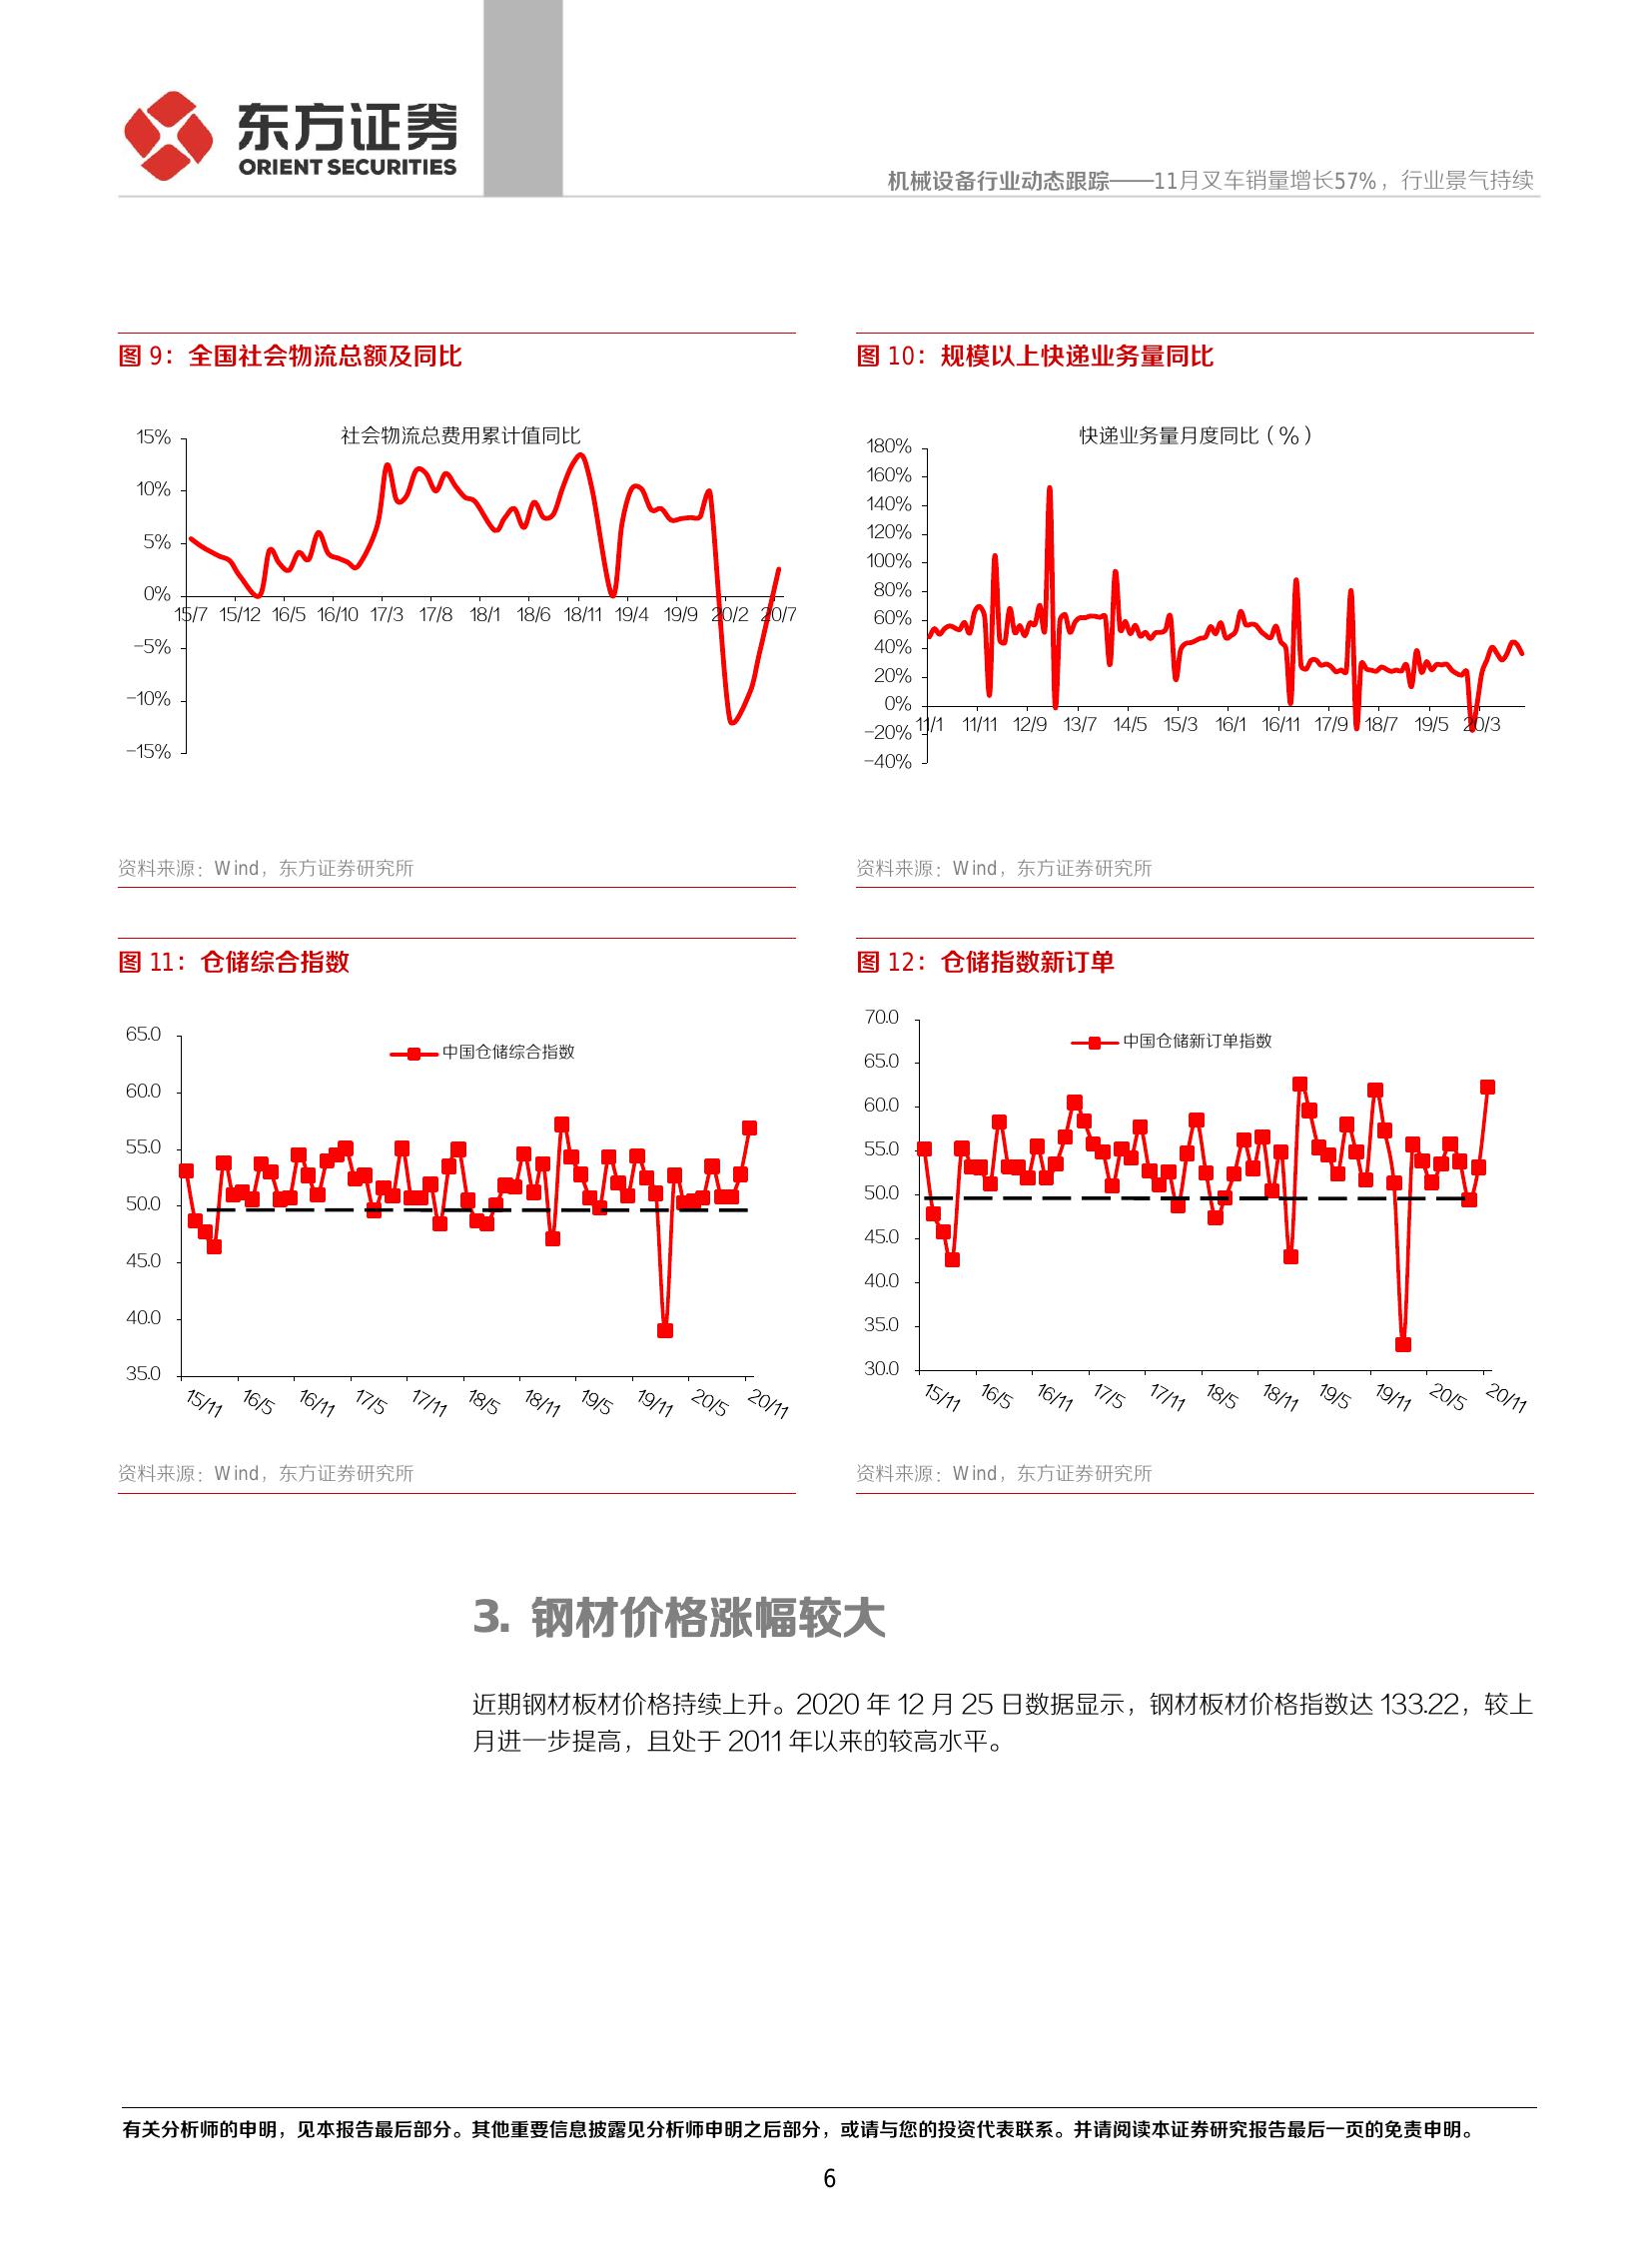 东方证券
ORIENT SECURITIES
机械设备行业动态跟踪——11月叉车销量增长57%，行业景气持续
图 9：全国社会物流总额及同比
社会物流总费用累计值同比
15%
10%
5%
0%
-5%
-10%
-15%
15/7 15/12 16/5 16/10 17/3 17/8 18/1 18/6 18/11 19/4 19/9 20/2 20/7
资料来源：Wind，东方证券研究所
图 10：规模以上快递业务量同比
快递业务量月度同比（%）
180%
160%
140%
120%
100%
80%
60%
40%
20%
0%
-20%
-40%
11/1 11/11 12/9 13/7 14/5 15/3 16/1 16/11 17/9 18/7 19/5 20/3
资料来源：Wind，东方证券研究所
图 11：仓储综合指数
中国仓储综合指数
65.0
60.0
55.0
50.0
45.0
40.0
35.0
15/11 16/5 16/11 17/5 17/11 18/5 18/11 19/5 19/11 20/5 20/11
资料来源：Wind，东方证券研究所
图 12：仓储指数新订单
中国仓储新订单指数
70.0
65.0
60.0
55.0
50.0
45.0
40.0
35.0
30.0
15/11 16/5 16/11 17/5 17/11 18/5 18/11 19/5 19/11 20/5 20/11
资料来源：Wind，东方证券研究所
3. 钢材价格涨幅较大
近期钢材板材价格持续上升。2020 年 12 月 25 日数据显示，钢材板材价格指数达 133.22，较上
月进一步提高，且处于 2011 年以来的较高水平。
有关分析师的申明，见本报告最后部分。其他重要信息披露见分析师申明之后部分，或请与您的投资代表联系。并请阅读本证券研究报告最后一页的免责申明。
6